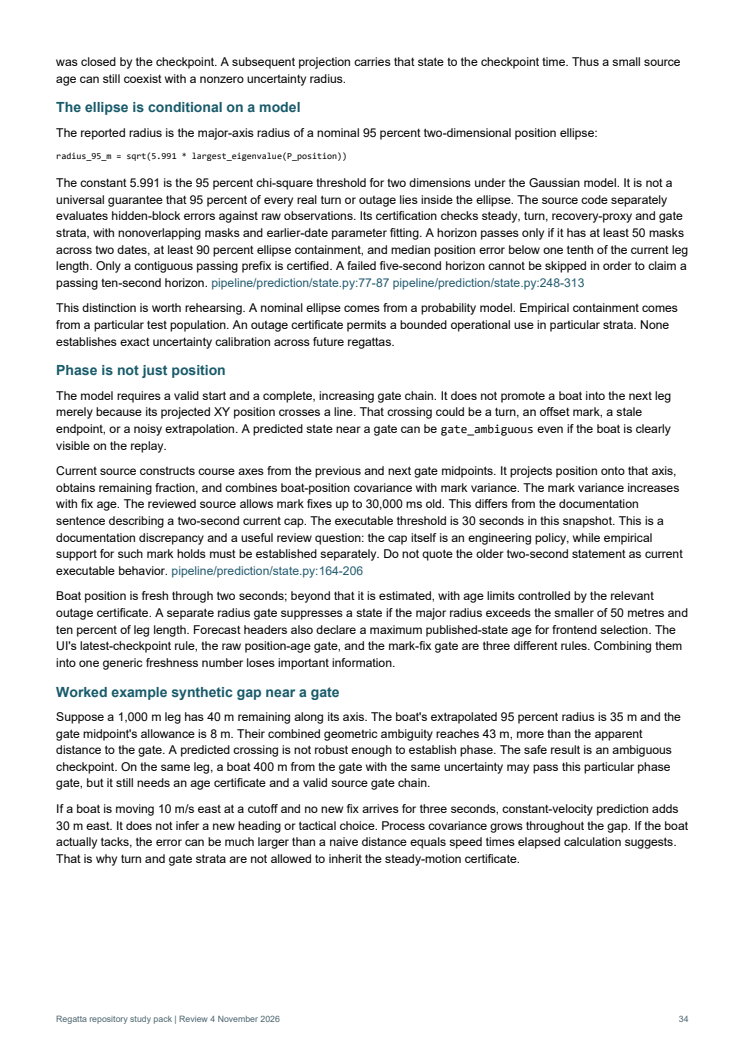 was closed by the checkpoint. A subsequent projection carries that state to the checkpoint time. Thus a small source
age can still coexist with a nonzero uncertainty radius.
The ellipse is conditional on a model
The reported radius is the major-axis radius of a nominal 95 percent two-dimensional position ellipse:
radius_95_m = sqrt(5.991 * largest_eigenvalue(P_position))
The constant 5.991 is the 95 percent chi-square threshold for two dimensions under the Gaussian model. It is not a
universal guarantee that 95 percent of every real turn or outage lies inside the ellipse. The source code separately
evaluates hidden-block errors against raw observations. Its certification checks steady, turn, recovery-proxy and gate
strata, with nonoverlapping masks and earlier-date parameter fitting. A horizon passes only if it has at least 50 masks
across two dates, at least 90 percent ellipse containment, and median position error below one tenth of the current leg
length. Only a contiguous passing prefix is certified. A failed five-second horizon cannot be skipped in order to claim a
passing ten-second horizon. pipeline/prediction/state.py:77-87 pipeline/prediction/state.py:248-313
This distinction is worth rehearsing. A nominal ellipse comes from a probability model. Empirical containment comes
from a particular test population. An outage certificate permits a bounded operational use in particular strata. None
establishes exact uncertainty calibration across future regattas.
Phase is not just position
The model requires a valid start and a complete, increasing gate chain. It does not promote a boat into the next leg
merely because its projected XY position crosses a line. That crossing could be a turn, an offset mark, a stale
endpoint, or a noisy extrapolation. A predicted state near a gate can be gate_ambiguous even if the boat is clearly
visible on the replay.
Current source constructs course axes from the previous and next gate midpoints. It projects position onto that axis,
obtains remaining fraction, and combines boat-position covariance with mark variance. The mark variance increases
with fix age. The reviewed source allows mark fixes up to 30,000 ms old. This differs from the documentation
sentence describing a two-second current cap. The executable threshold is 30 seconds in this snapshot. This is a
documentation discrepancy and a useful review question: the cap itself is an engineering policy, while empirical
support for such mark holds must be established separately. Do not quote the older two-second statement as current
executable behavior. pipeline/prediction/state.py:164-206
Boat position is fresh through two seconds; beyond that it is estimated, with age limits controlled by the relevant
outage certificate. A separate radius gate suppresses a state if the major radius exceeds the smaller of 50 metres and
ten percent of leg length. Forecast headers also declare a maximum published-state age for frontend selection. The
UI's latest-checkpoint rule, the raw position-age gate, and the mark-fix gate are three different rules. Combining them
into one generic freshness number loses important information.
Worked example synthetic gap near a gate
Suppose a 1,000 m leg has 40 m remaining along its axis. The boat's extrapolated 95 percent radius is 35 m and the
gate midpoint's allowance is 8 m. Their combined geometric ambiguity reaches 43 m, more than the apparent
distance to the gate. A predicted crossing is not robust enough to establish phase. The safe result is an ambiguous
checkpoint. On the same leg, a boat 400 m from the gate with the same uncertainty may pass this particular phase
gate, but it still needs an age certificate and a valid source gate chain.
If a boat is moving 10 m/s east at a cutoff and no new fix arrives for three seconds, constant-velocity prediction adds
30 m east. It does not infer a new heading or tactical choice. Process covariance grows throughout the gap. If the boat
actually tacks, the error can be much larger than a naive distance equals speed times elapsed calculation suggests.
That is why turn and gate strata are not allowed to inherit the steady-motion certificate.
Regatta repository study pack | Review 4 November 2026
34